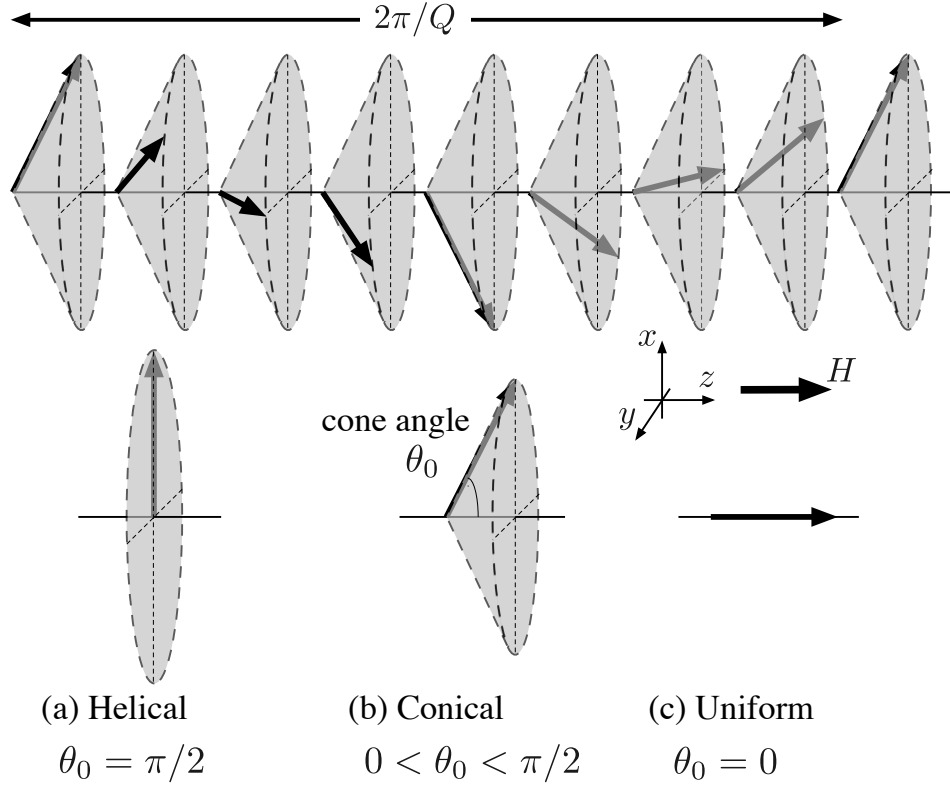 2π/Q
x
z
y
H
cone angle
θ₀
(a) Helical
(b) Conical
(c) Uniform
θ₀ = π/2
0 < θ₀ < π/2
θ₀ = 0